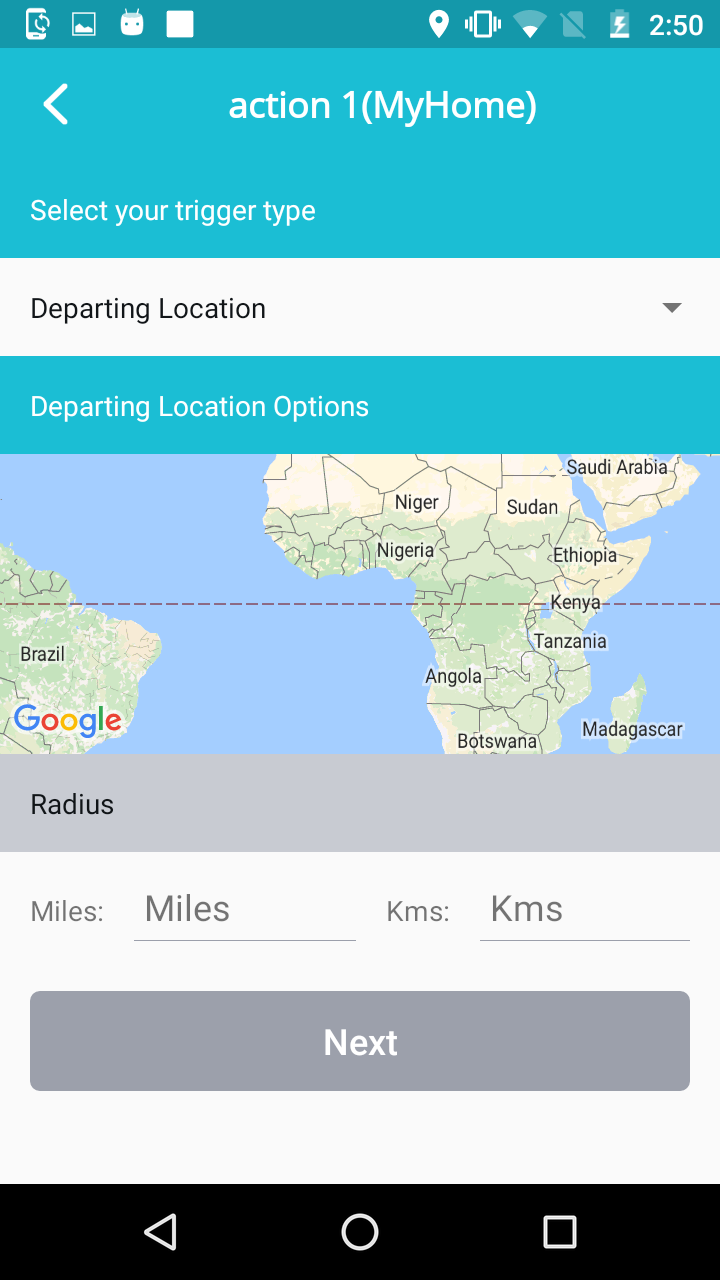 2:50
action 1(MyHome)
Select your trigger type
Departing Location
Departing Location Options
Saudi Arabia
Niger
Sudan
Nigeria
Ethiopia
Kenya
Brazil
Tanzania
Angola
Google
Madagascar
Botswana
Radius
Miles: Miles Kms: Kms
Next